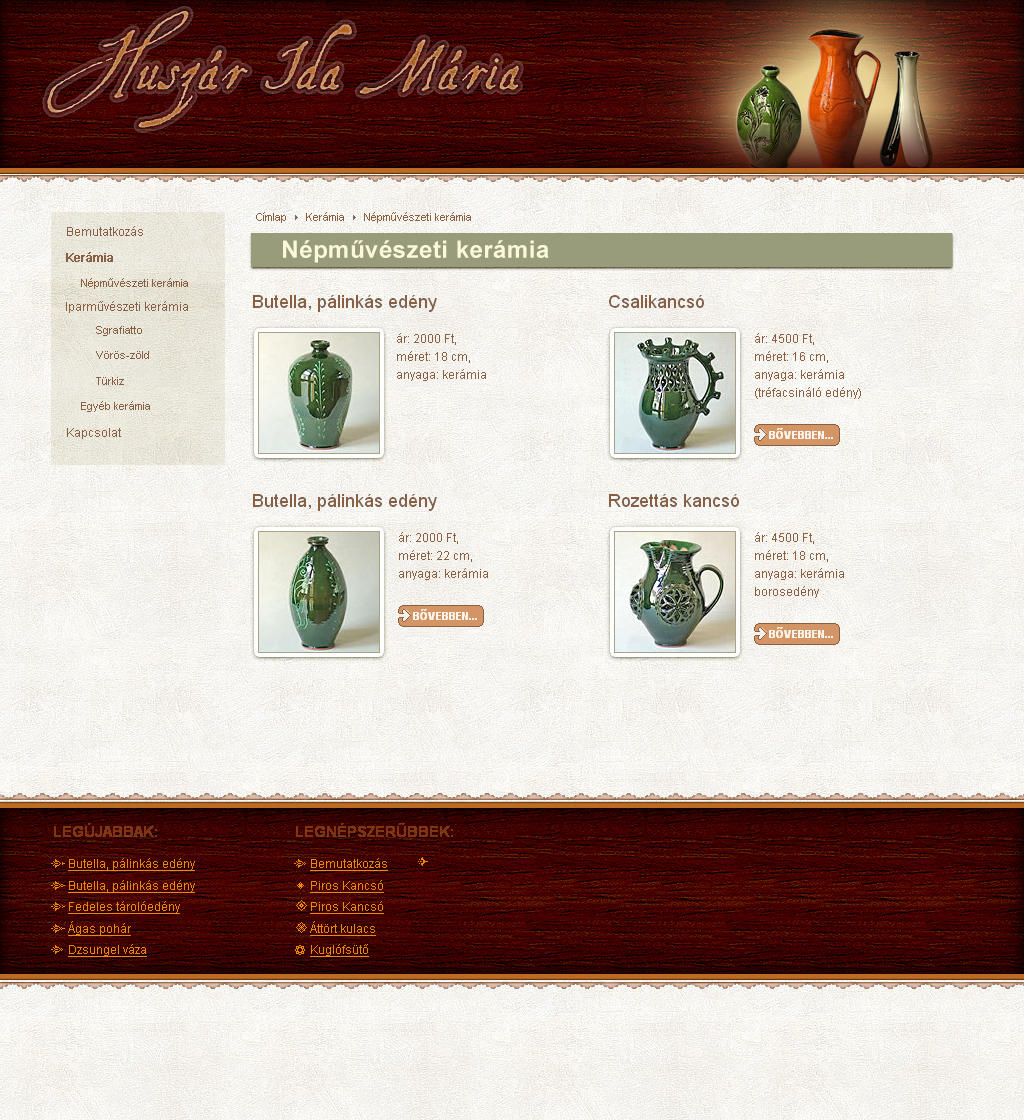 Huszár Ida Mária
Címlap Kerámia Népművészeti kerámia
Bemutatkozás
Kerámia
Népművészeti kerámia
Iparművészeti kerámia
Sgrafiatto
Vörös-zöld
Türkiz
Egyéb kerámia
Kapcsolat
Népművészeti kerámia
Butella, pálinkás edény
ár: 2000 Ft,
méret: 18 cm,
anyaga: kerámia
Csalikancsó
ár: 4500 Ft,
méret: 16 cm,
anyaga: kerámia
(tréfacsináló edény)
BŐVEBBEN...
Butella, pálinkás edény
ár: 2000 Ft,
méret: 22 cm,
anyaga: kerámia
BŐVEBBEN...
Rozettás kancsó
ár: 4500 Ft,
méret: 18 cm,
anyaga: kerámia
borosedény
BŐVEBBEN...
LEGÚJABBAK:
Butella, pálinkás edény
Butella, pálinkás edény
Fedeles tárolóedény
Ágas pohár
Dzsungel váza
LEGNÉPSZERŰBBEK:
Bemutatkozás
Piros Kancsó
Piros Kancsó
Áttört kulacs
Kuglófsütő